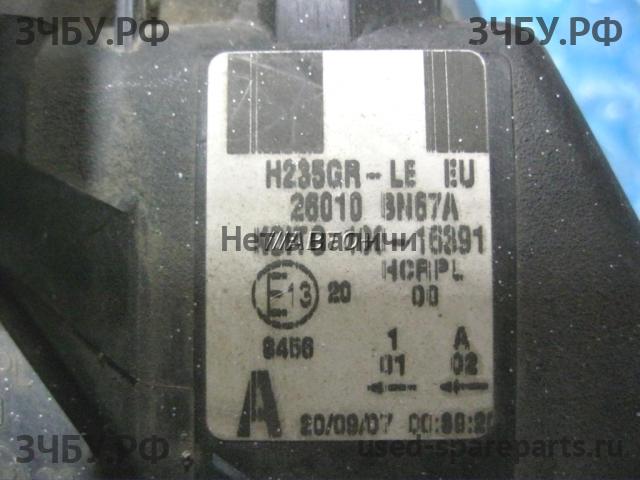 ЗЧБУ.РФ ЗЧБУ.РФ
H235GR-LE EU
26010 BN67A
Нет в наличии
16391
HCRPL
E13 20 00
8456 1 A
01 02
A 20/09/07
ЗЧБУ.РФ used-spareparts.ru